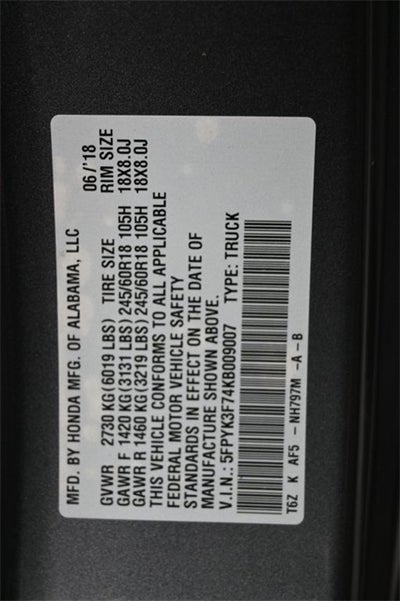 MFD. BY HONDA MFG. OF ALABAMA, LLC 06/'18
GVWR 2730 KG(6019 LBS) TIRE SIZE RIM SIZE
GAWR F 1420 KG(3131 LBS)245/60R18 105H 18X8.0J
GAWR R 1460 KG(3219 LBS)245/60R18 105H 18X8.0J
THIS VEHICLE CONFORMS TO ALL APPLICABLE
FEDERAL MOTOR VEHICLE SAFETY
STANDARDS IN EFFECT ON THE DATE OF
MANUFACTURE SHOWN ABOVE.
V.I.N.: 5FPYK3F74KB009007 TYPE: TRUCK
T6Z K AF5 - NH797M -A -B